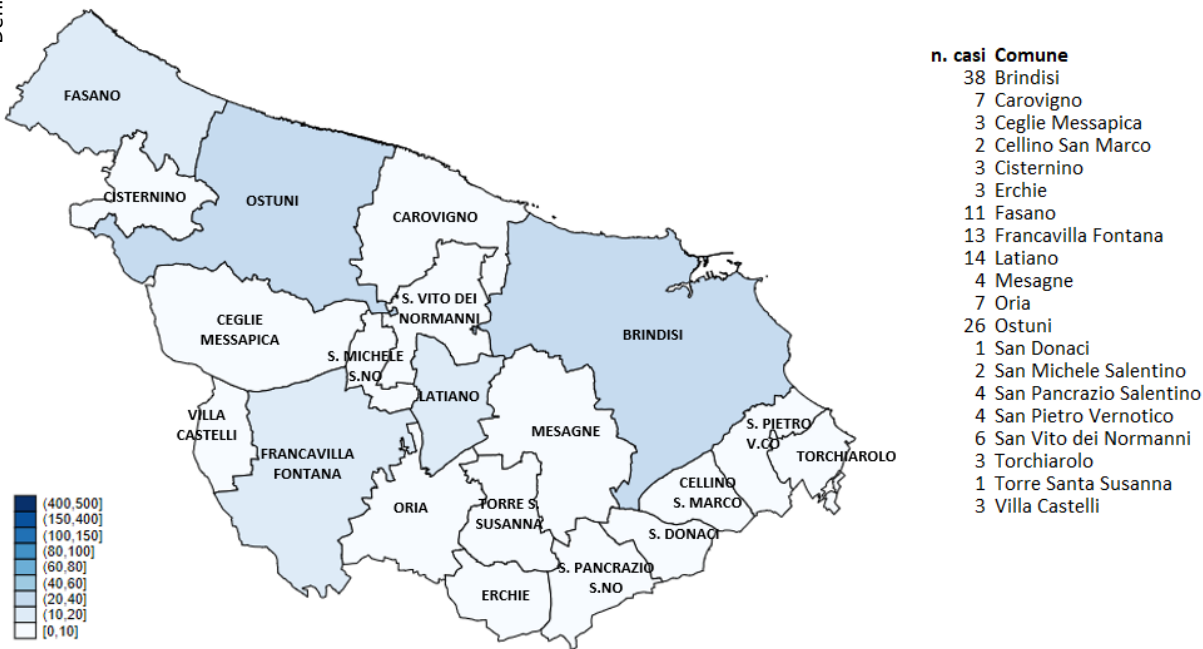 FASANO
CISTERNINO
OSTUNI
CAROVIGNO
S. VITO DEI
NORMANNI
CEGLIE
MESSAPICA
S. MICHELE
S.NO
BRINDISI
LATIANO
VILLA
CASTELLI
FRANCAVILLA
FONTANA
MESAGNE
S. PIETRO
V.CO
TORCHIAROLO
CELLINO
S. MARCO
ORIA
TORRE S.
SUSANNA
S. DONACI
S. PANCRAZIO
S.NO
ERCHIE
(400,500]
(150,400]
(100,150]
(80,100]
(60,80]
(40,60]
(20,40]
(10,20]
[0,10]
n. casi Comune
38 Brindisi
7 Carovigno
3 Ceglie Messapica
2 Cellino San Marco
3 Cisternino
3 Erchie
11 Fasano
13 Francavilla Fontana
14 Latiano
4 Mesagne
7 Oria
26 Ostuni
1 San Donaci
2 San Michele Salentino
4 San Pancrazio Salentino
4 San Pietro Vernotico
6 San Vito dei Normanni
3 Torchiarolo
1 Torre Santa Susanna
3 Villa Castelli